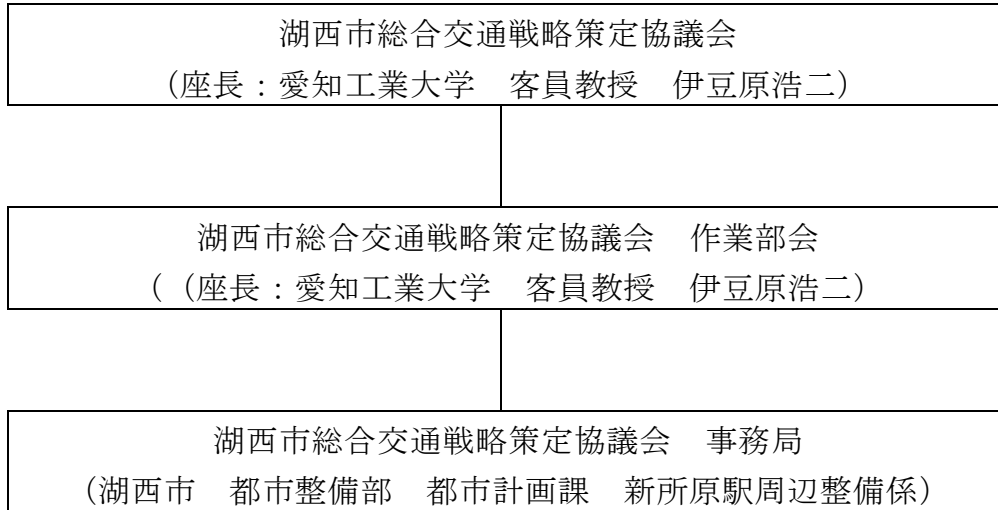 湖西市総合交通戦略策定協議会
（座長：愛知工業大学　客員教授　伊豆原浩二）
湖西市総合交通戦略策定協議会　作業部会
（（座長：愛知工業大学　客員教授　伊豆原浩二）
湖西市総合交通戦略策定協議会　事務局
（湖西市　都市整備部　都市計画課　新所原駅周辺整備係）